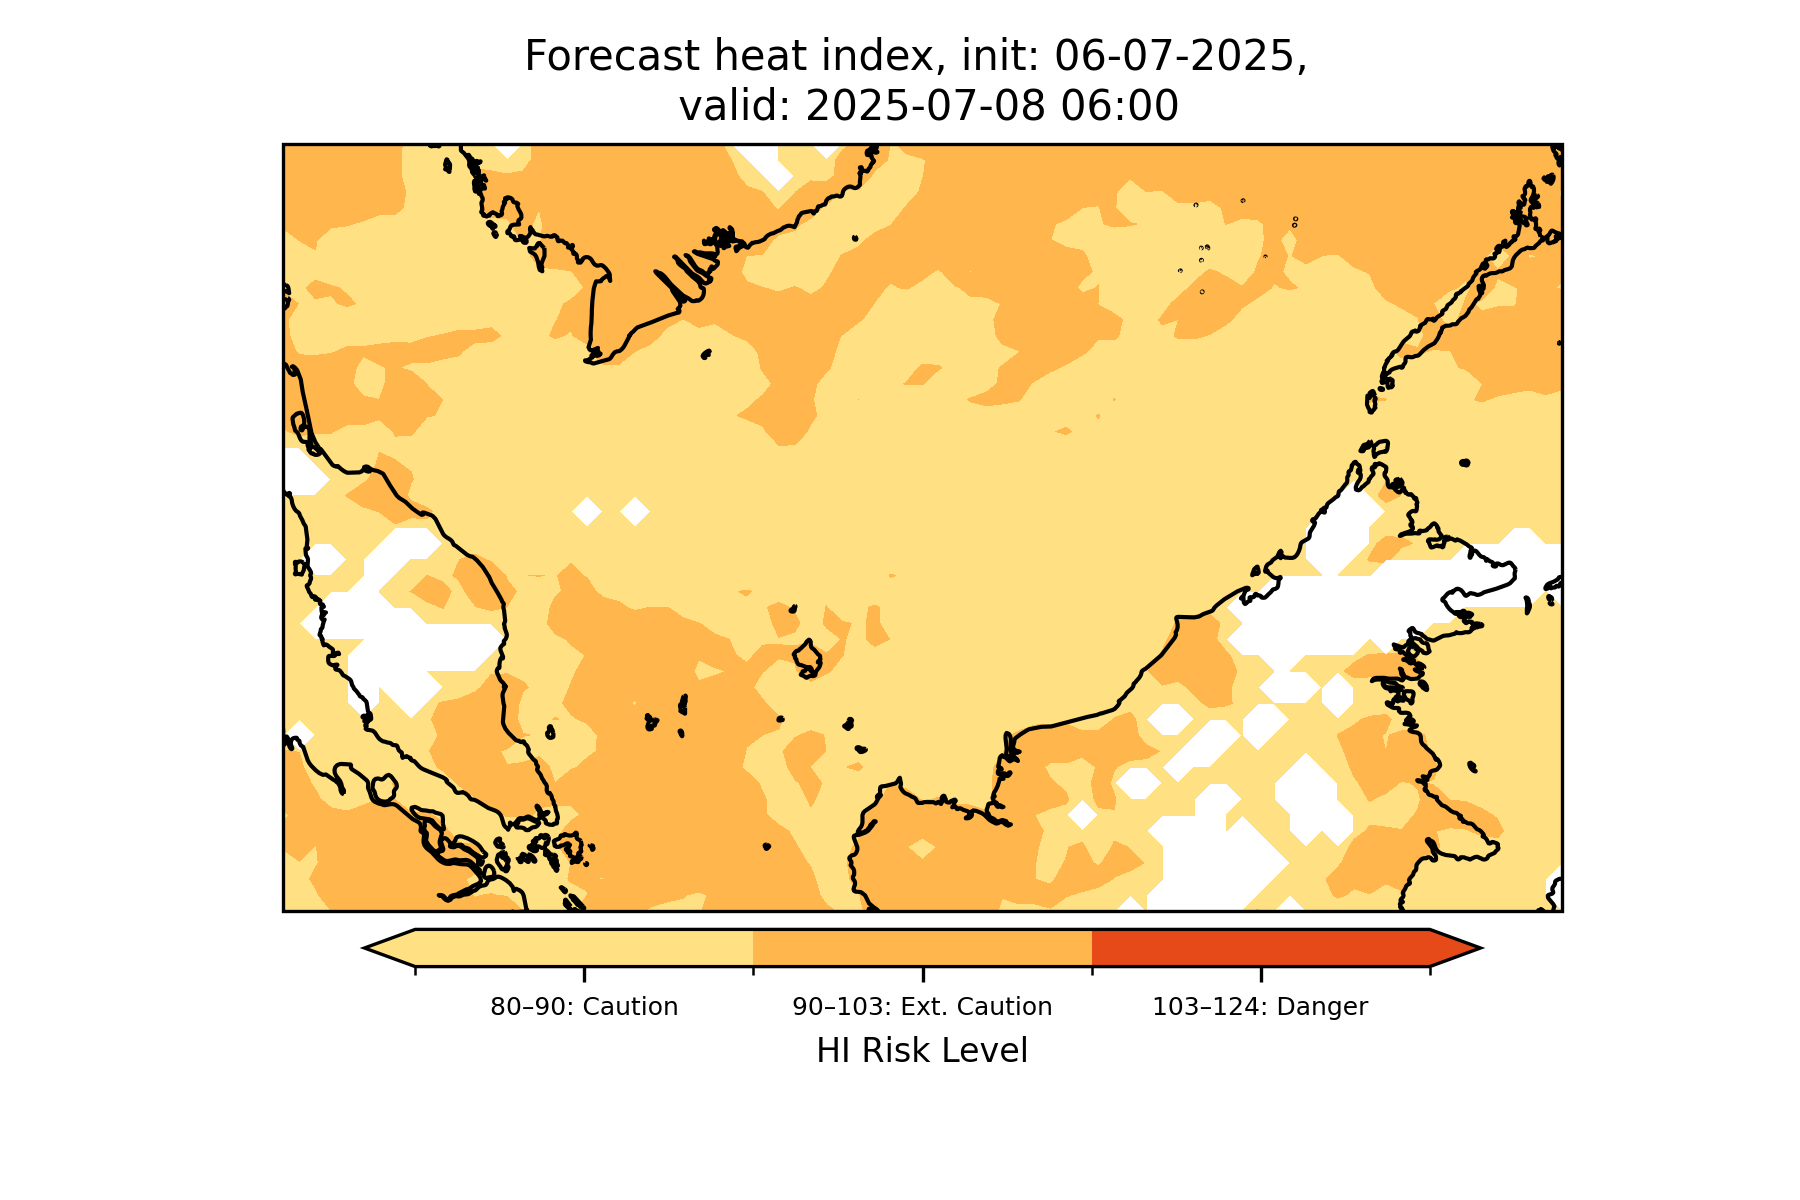 Forecast heat index, init: 06-07-2025,
valid: 2025-07-08 06:00
80–90: Caution
90–103: Ext. Caution
103–124: Danger
HI Risk Level